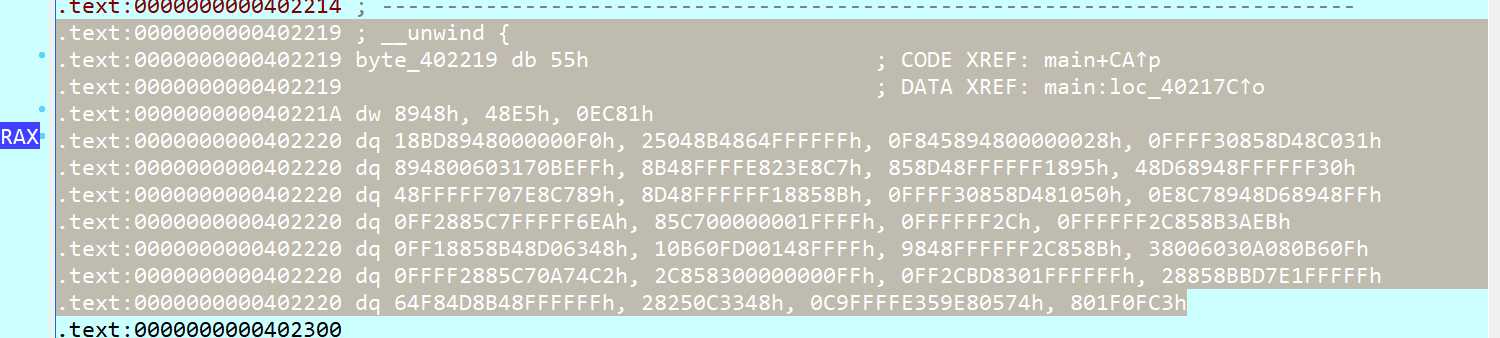 .text:0000000000402214 ; ---------------------------------------------------------------------------
.text:0000000000402219 ; __unwind {
.text:0000000000402219 byte_402219 db 55h ; CODE XREF: main+CA↑p
.text:0000000000402219 ; DATA XREF: main:loc_40217C↑o
.text:000000000040221A dw 8948h, 48E5h, 0EC81h
RAX .text:0000000000402220 dq 18BD8948000000F0h, 25048B4864FFFFFFh, 0F845894800000028h, 0FFFF30858D48C031h
.text:0000000000402220 dq 894800603170BEFFh, 8B48FFFFE823E8C7h, 858D48FFFFFF1895h, 48D68948FFFFFF30h
.text:0000000000402220 dq 48FFFFF707E8C789h, 8D48FFFFFF18858Bh, 0FFFF30858D481050h, 0E8C78948D68948FFh
.text:0000000000402220 dq 0FF2885C7FFFFF6EAh, 85C700000001FFFFh, 0FFFFFF2Ch, 0FFFFFF2C858B3AEBh
.text:0000000000402220 dq 0FF18858B48D06348h, 10B60FD00148FFFFh, 9848FFFFFF2C858Bh, 38006030A080B60Fh
.text:0000000000402220 dq 0FFFF2885C70A74C2h, 2C858300000000FFh, 0FF2CBD8301FFFFFFh, 28858BBD7E1FFFFFh
.text:0000000000402220 dq 64F84D8B48FFFFFFh, 28250C3348h, 0C9FFFFE359E80574h, 801F0FC3h
.text:0000000000402300